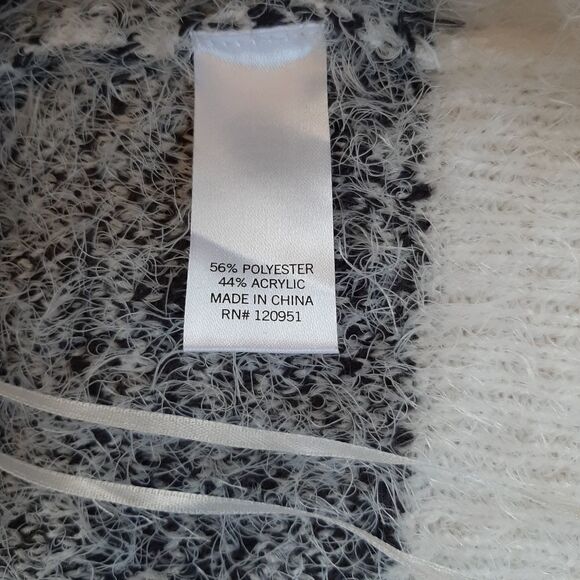 56% POLYESTER
44% ACRYLIC
MADE IN CHINA
RN# 120951